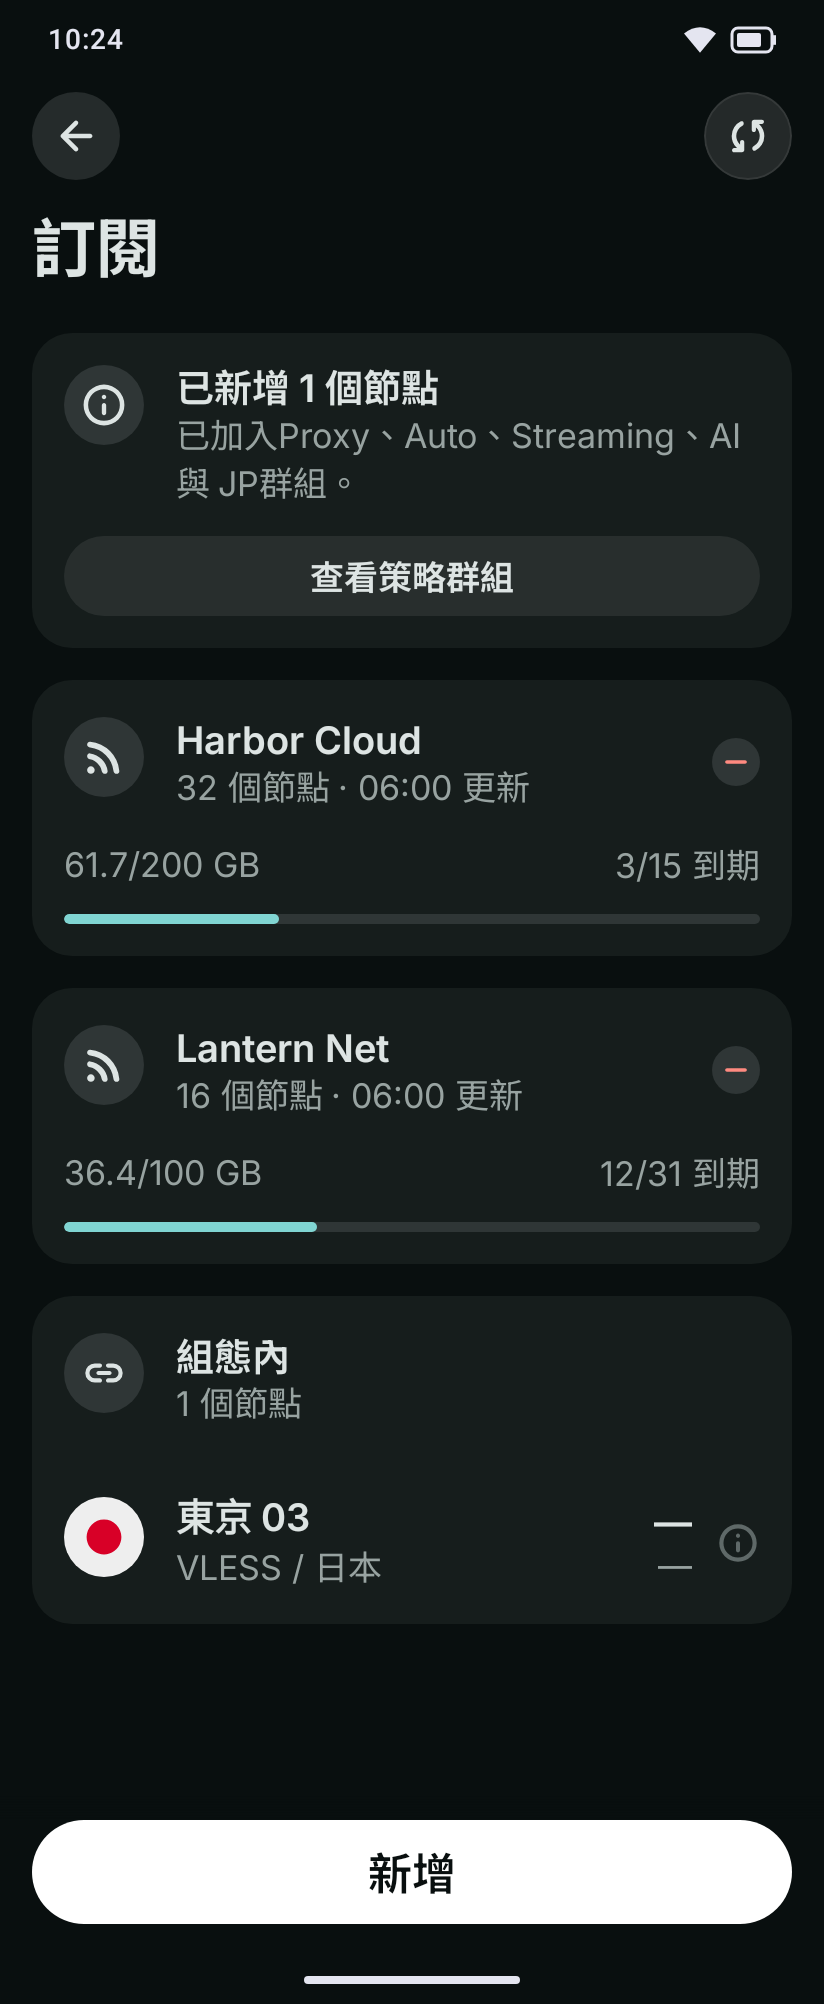 10:24
訂閱
已新增 1 個節點
已加入Proxy、Auto、Streaming、AI
與 JP群組。
查看策略群組
Harbor Cloud
32 個節點 · 06:00 更新
61.7/200 GB
3/15 到期
Lantern Net
16 個節點 · 06:00 更新
36.4/100 GB
12/31 到期
組態內
1 個節點
東京 03
VLESS / 日本
新增